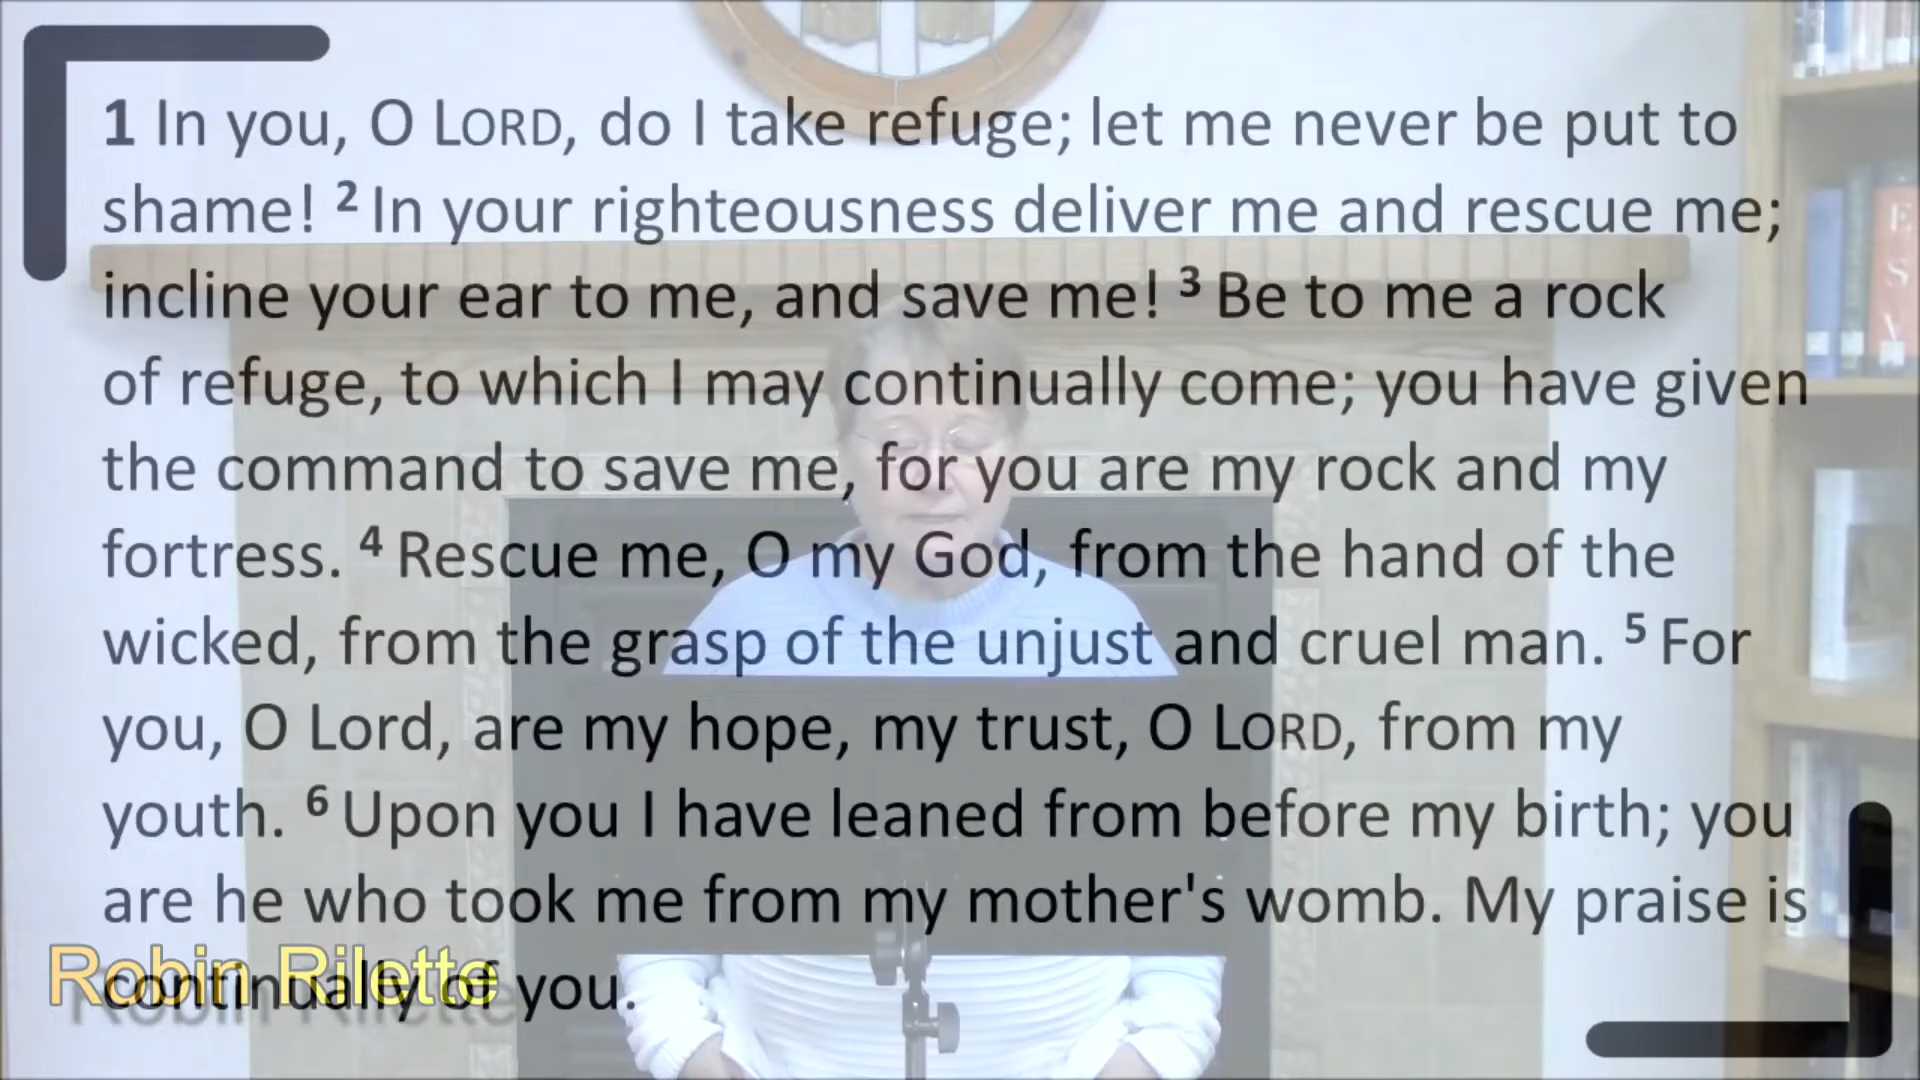 1 In you, O LORD, do I take refuge; let me never be put to
shame! 2 In your righteousness deliver me and rescue me;
incline your ear to me, and save me! 3 Be to me a rock
of refuge, to which I may continually come; you have given
the command to save me, for you are my rock and my
fortress. 4 Rescue me, O my God, from the hand of the
wicked, from the grasp of the unjust and cruel man. 5 For
you, O Lord, are my hope, my trust, O LORD, from my
youth. 6 Upon you I have leaned from before my birth; you
are he who took me from my mother's womb. My praise is
continually of you.
Robin Rilette
E
S
V